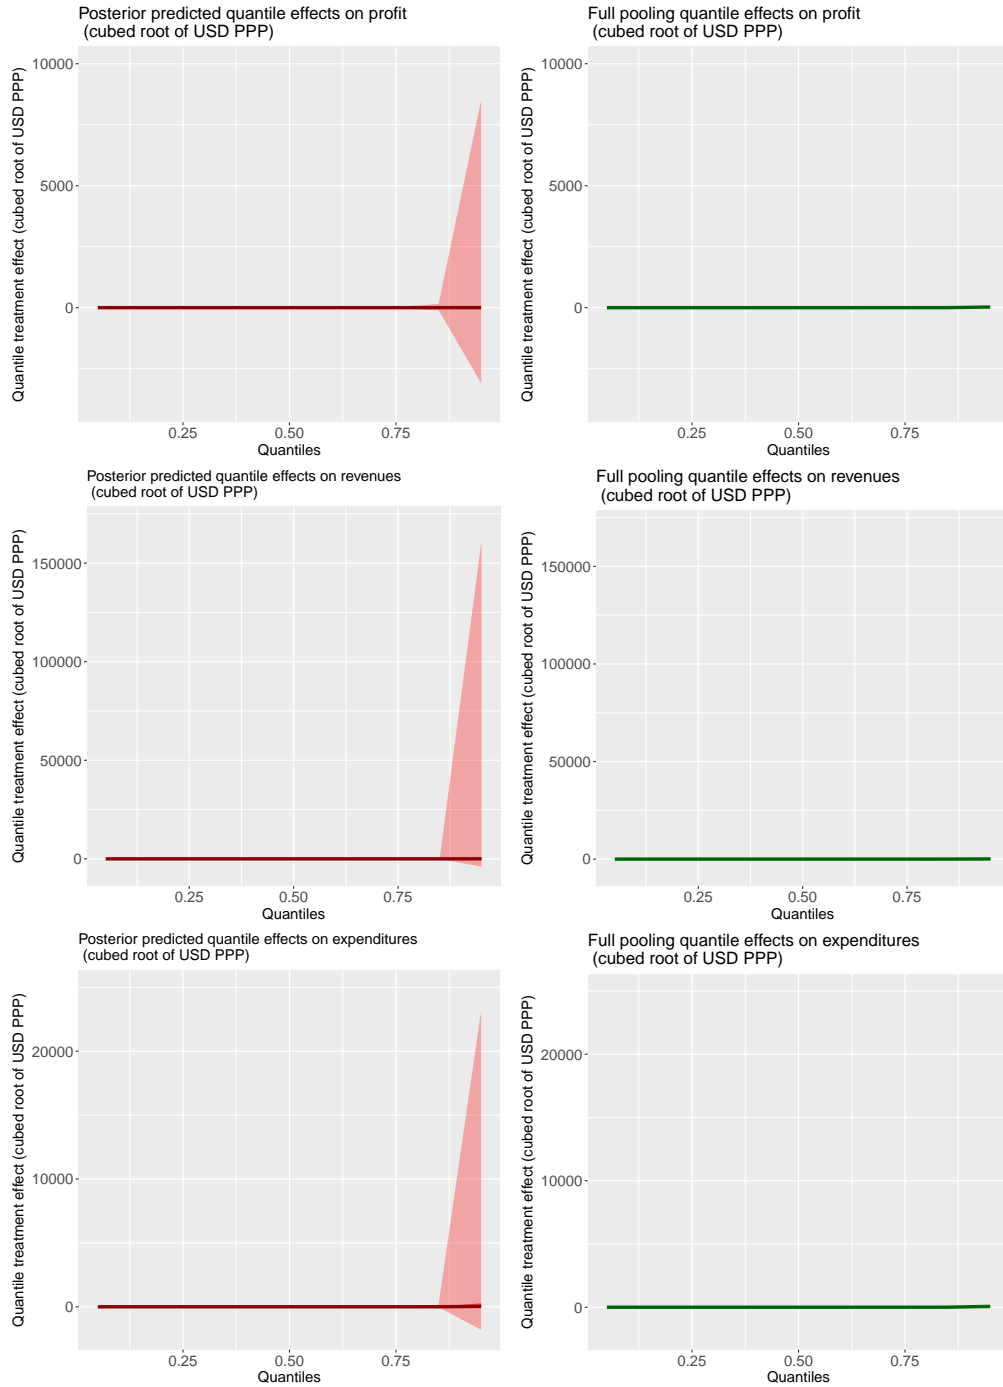 Posterior predicted quantile effects on profit
(cubed root of USD PPP)
Quantile treatment effect (cubed root of USD PPP)
10000
5000
0
0.25
0.50
0.75
Quantiles
Full pooling quantile effects on profit
(cubed root of USD PPP)
Quantile treatment effect (cubed root of USD PPP)
10000
5000
0
0.25
0.50
0.75
Quantiles
Posterior predicted quantile effects on revenues
(cubed root of USD PPP)
Quantile treatment effect (cubed root of USD PPP)
150000
100000
50000
0
0.25
0.50
0.75
Quantiles
Full pooling quantile effects on revenues
(cubed root of USD PPP)
Quantile treatment effect (cubed root of USD PPP)
150000
100000
50000
0
0.25
0.50
0.75
Quantiles
Posterior predicted quantile effects on expenditures
(cubed root of USD PPP)
Quantile treatment effect (cubed root of USD PPP)
20000
10000
0
0.25
0.50
0.75
Quantiles
Full pooling quantile effects on expenditures
(cubed root of USD PPP)
Quantile treatment effect (cubed root of USD PPP)
20000
10000
0
0.25
0.50
0.75
Quantiles